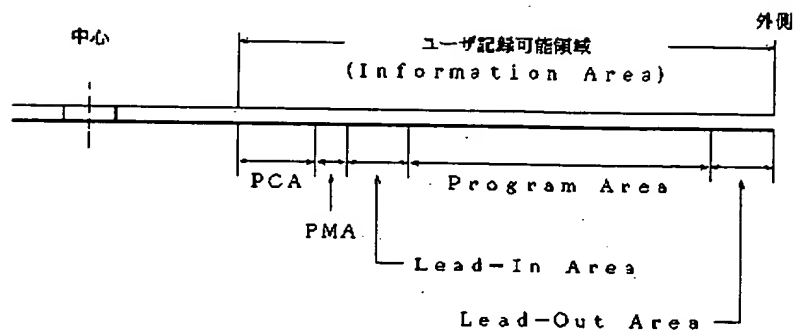 中心
外側
ユーザ記録可能領域
(Information Area)
PCA
Program Area
PMA
Lead-In Area
Lead-Out Area